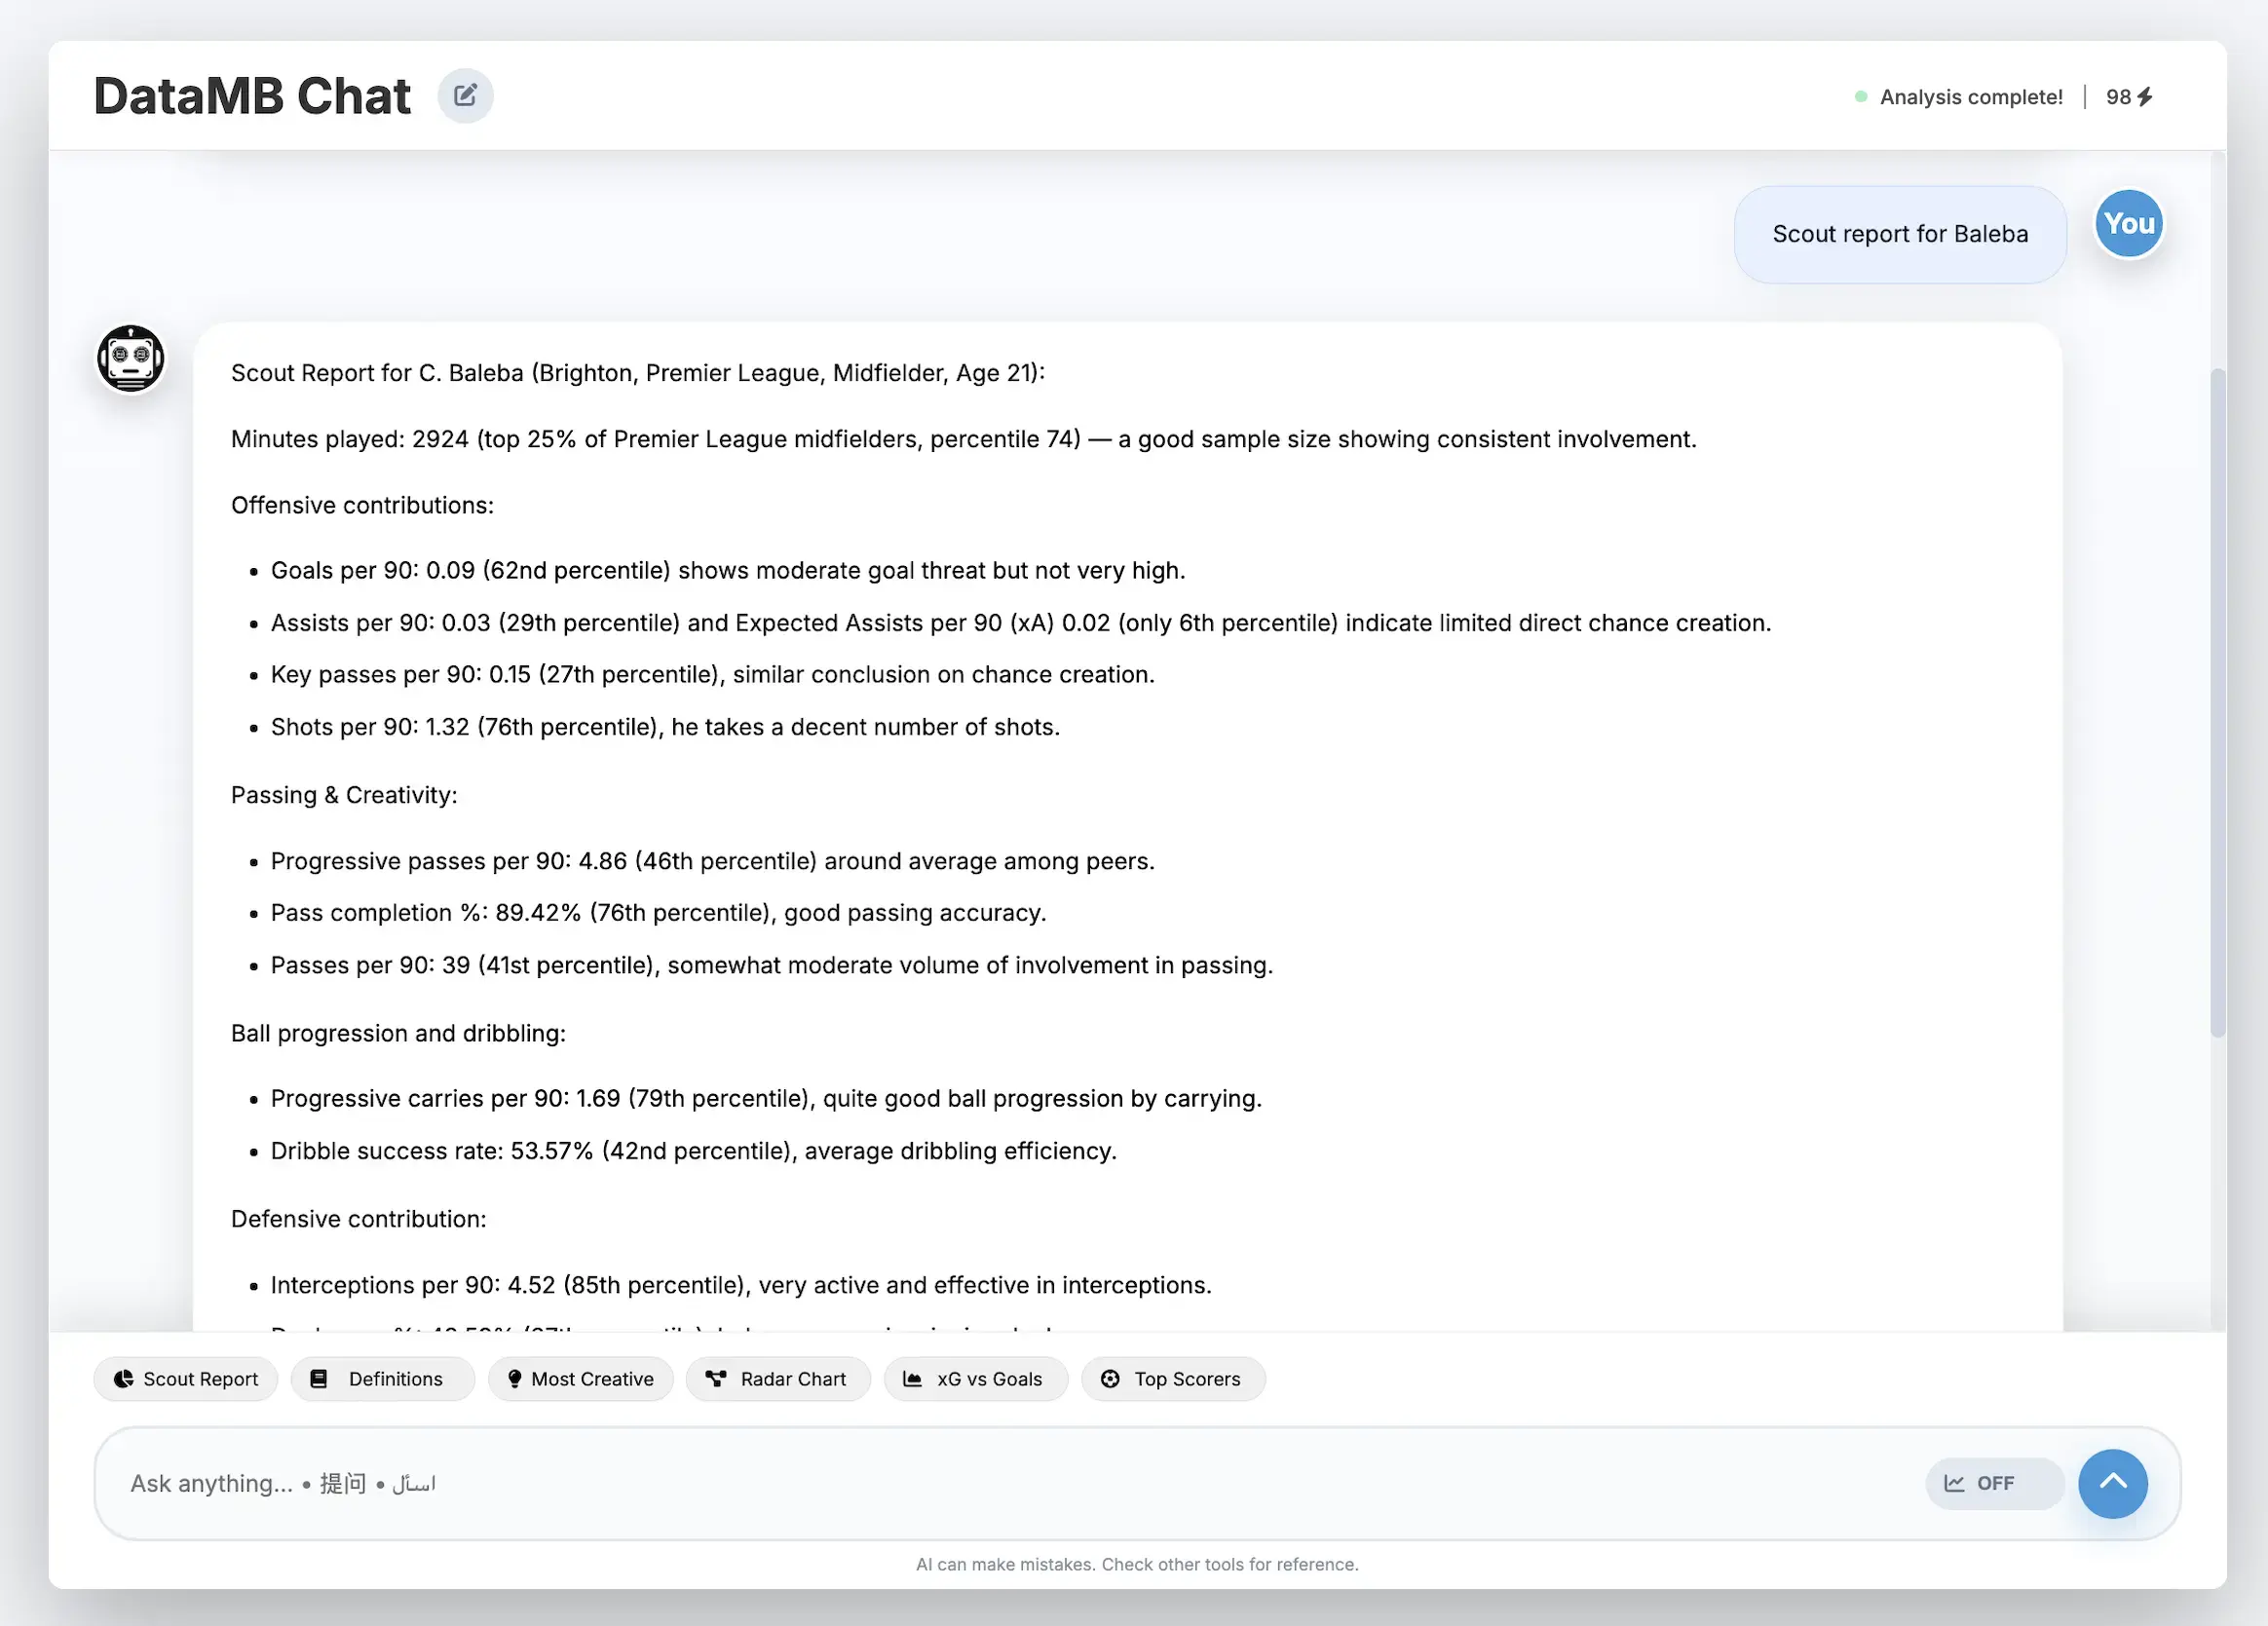 DataMB Chat
Analysis complete! | 98
Scout report for Baleba
You
Scout Report for C. Baleba (Brighton, Premier League, Midfielder, Age 21):
Minutes played: 2924 (top 25% of Premier League midfielders, percentile 74) — a good sample size showing consistent involvement.
Offensive contributions:
• Goals per 90: 0.09 (62nd percentile) shows moderate goal threat but not very high.
• Assists per 90: 0.03 (29th percentile) and Expected Assists per 90 (xA) 0.02 (only 6th percentile) indicate limited direct chance creation.
• Key passes per 90: 0.15 (27th percentile), similar conclusion on chance creation.
• Shots per 90: 1.32 (76th percentile), he takes a decent number of shots.
Passing & Creativity:
• Progressive passes per 90: 4.86 (46th percentile) around average among peers.
• Pass completion %: 89.42% (76th percentile), good passing accuracy.
• Passes per 90: 39 (41st percentile), somewhat moderate volume of involvement in passing.
Ball progression and dribbling:
• Progressive carries per 90: 1.69 (79th percentile), quite good ball progression by carrying.
• Dribble success rate: 53.57% (42nd percentile), average dribbling efficiency.
Defensive contribution:
• Interceptions per 90: 4.52 (85th percentile), very active and effective in interceptions.
Scout Report
Definitions
Most Creative
Radar Chart
xG vs Goals
Top Scorers
Ask anything... • 提问 • اسأل
OFF
AI can make mistakes. Check other tools for reference.